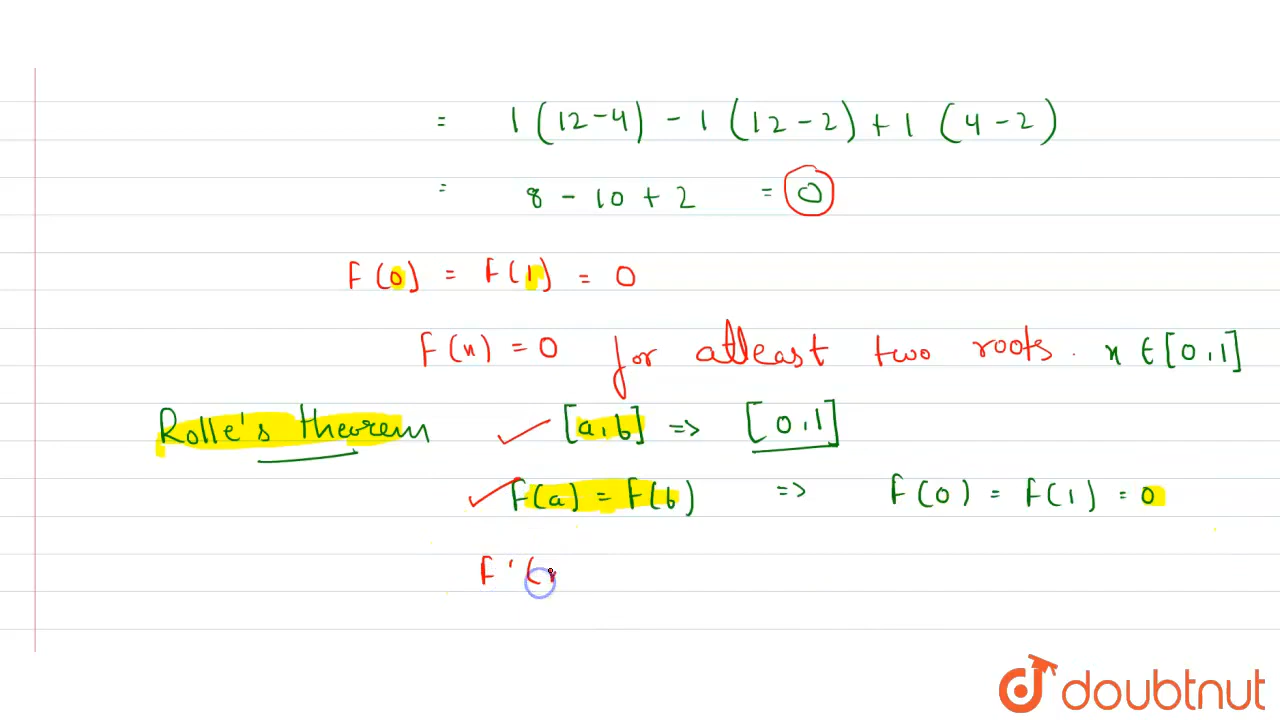 = 1 (12-4) - 1 (12-2) + 1 (4-2)
= 8 - 10 + 2 = 0
F(0) = F(1) = 0
F(x) = 0 for atleast two roots. x ∈ [0,1]
Rolle's theorem [a,b] => [0,1]
F(a) = F(b) => F(0) = F(1) = 0
F'(
doubtnut